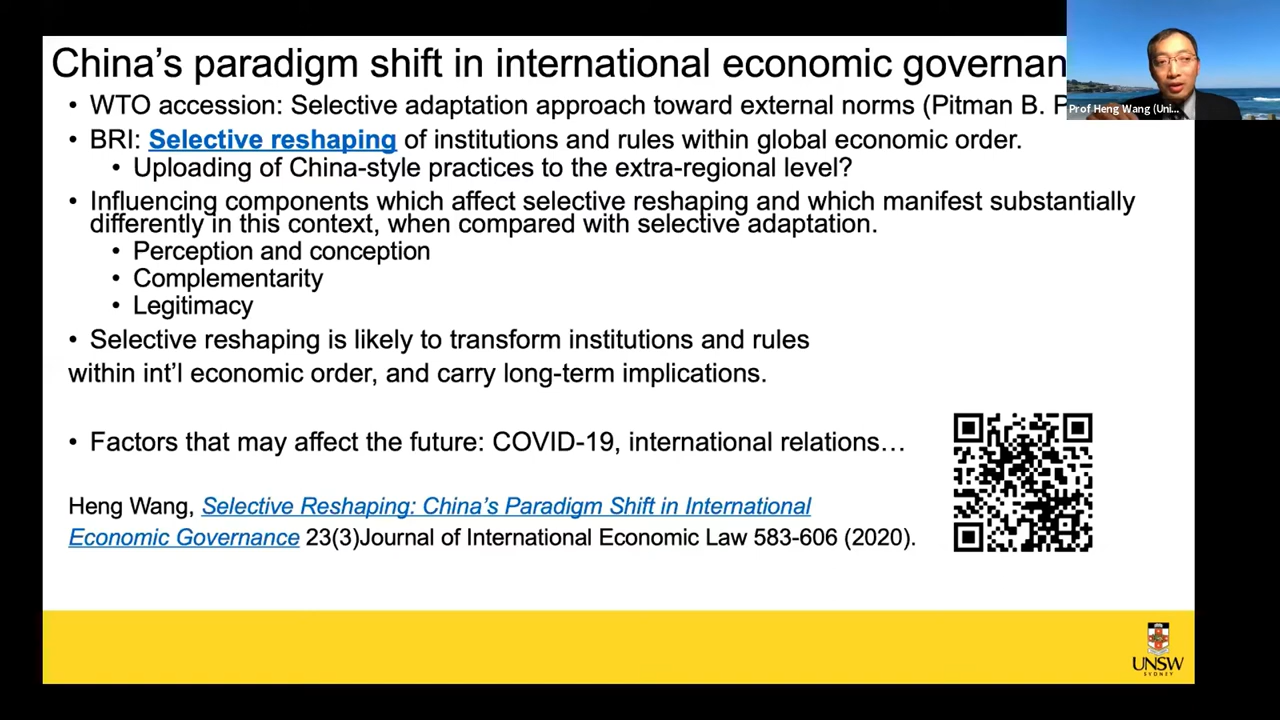 China's paradigm shift in international economic governan
Prof Heng Wang (Uni...
• WTO accession: Selective adaptation approach toward external norms (Pitman B. P
• BRI: Selective reshaping of institutions and rules within global economic order.
• Uploading of China-style practices to the extra-regional level?
• Influencing components which affect selective reshaping and which manifest substantially
differently in this context, when compared with selective adaptation.
• Perception and conception
• Complementarity
• Legitimacy
• Selective reshaping is likely to transform institutions and rules
within int'l economic order, and carry long-term implications.
• Factors that may affect the future: COVID-19, international relations…
Heng Wang, Selective Reshaping: China's Paradigm Shift in International
Economic Governance 23(3)Journal of International Economic Law 583-606 (2020).
UNSW
SYDNEY